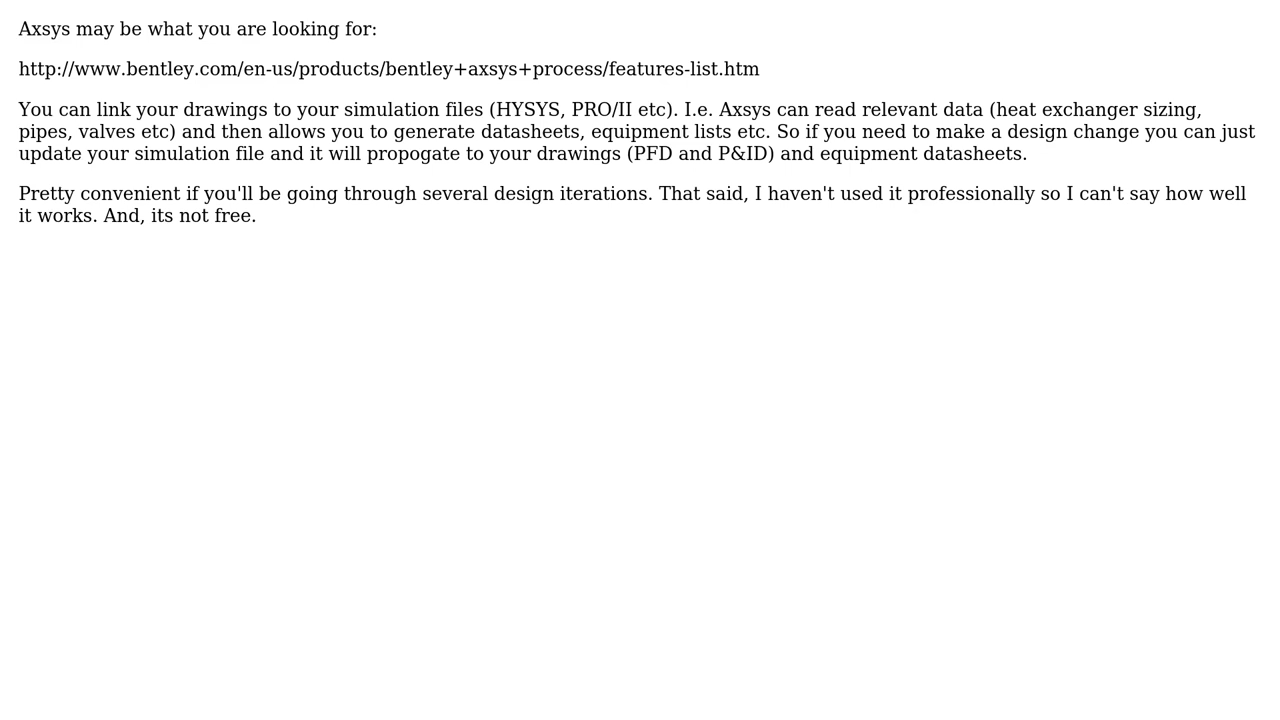 Axsys may be what you are looking for:
http://www.bentley.com/en-us/products/bentley+axsys+process/features-list.htm
You can link your drawings to your simulation files (HYSYS, PRO/II etc). I.e. Axsys can read relevant data (heat exchanger sizing,
pipes, valves etc) and then allows you to generate datasheets, equipment lists etc. So if you need to make a design change you can just
update your simulation file and it will propogate to your drawings (PFD and P&ID) and equipment datasheets.
Pretty convenient if you'll be going through several design iterations. That said, I haven't used it professionally so I can't say how well
it works. And, its not free.